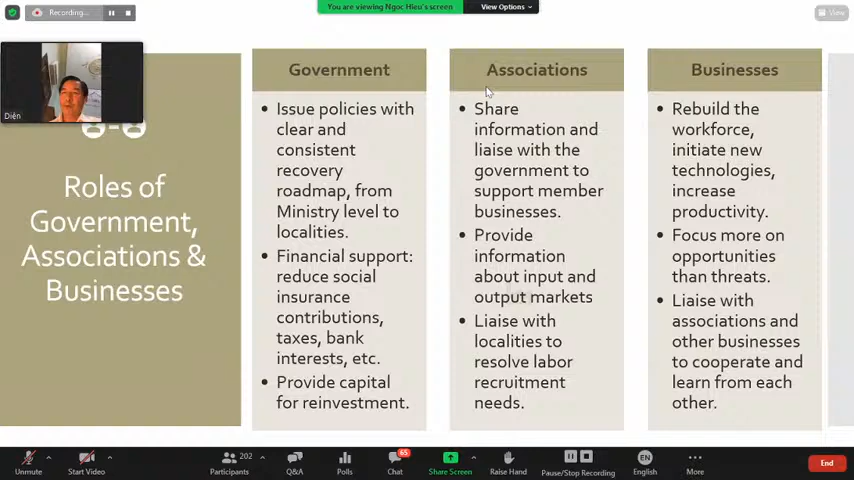 Recording...
You are viewing Ngoc Hieu's screen
View Options
View
Diên
Roles of
Government,
Associations &
Businesses
Government
• Issue policies with
clear and
consistent
recovery
roadmap, from
Ministry level to
localities.
• Financial support:
reduce social
insurance
contributions,
taxes, bank
interests, etc.
• Provide capital
for reinvestment.
Associations
• Share
information and
liaise with the
government to
support member
businesses.
• Provide
information
about input and
output markets
• Liaise with
localities to
resolve labor
recruitment
needs.
Businesses
• Rebuild the
workforce,
initiate new
technologies,
increase
productivity.
• Focus more on
opportunities
than threats.
• Liaise with
associations and
other businesses
to cooperate and
learn from each
other.
Unmute
Start Video
202
Participants
Q&A
Polls
65
Chat
Share Screen
Raise Hand
Pause/Stop Recording
EN
English
More
End